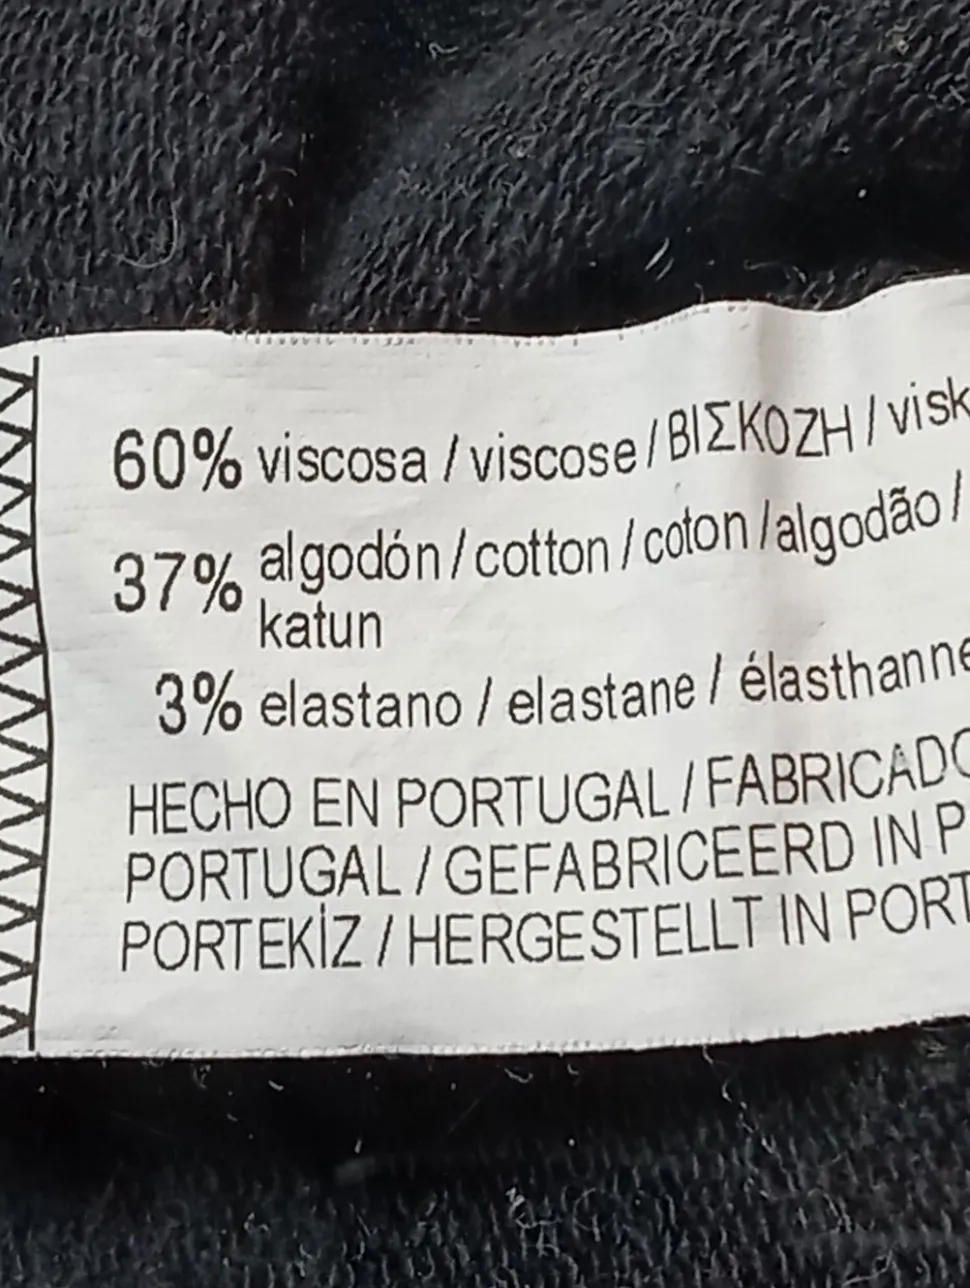 60% viscosa / viscose / ΒΙΣΚΟΖΗ / visk
37% algodón / cotton / coton / algodão /
katun
3% elastano / elastane / élasthanne
HECHO EN PORTUGAL / FABRICADO
PORTUGAL / GEFABRICEERD IN P
PORTEKİZ / HERGESTELLT IN PORT